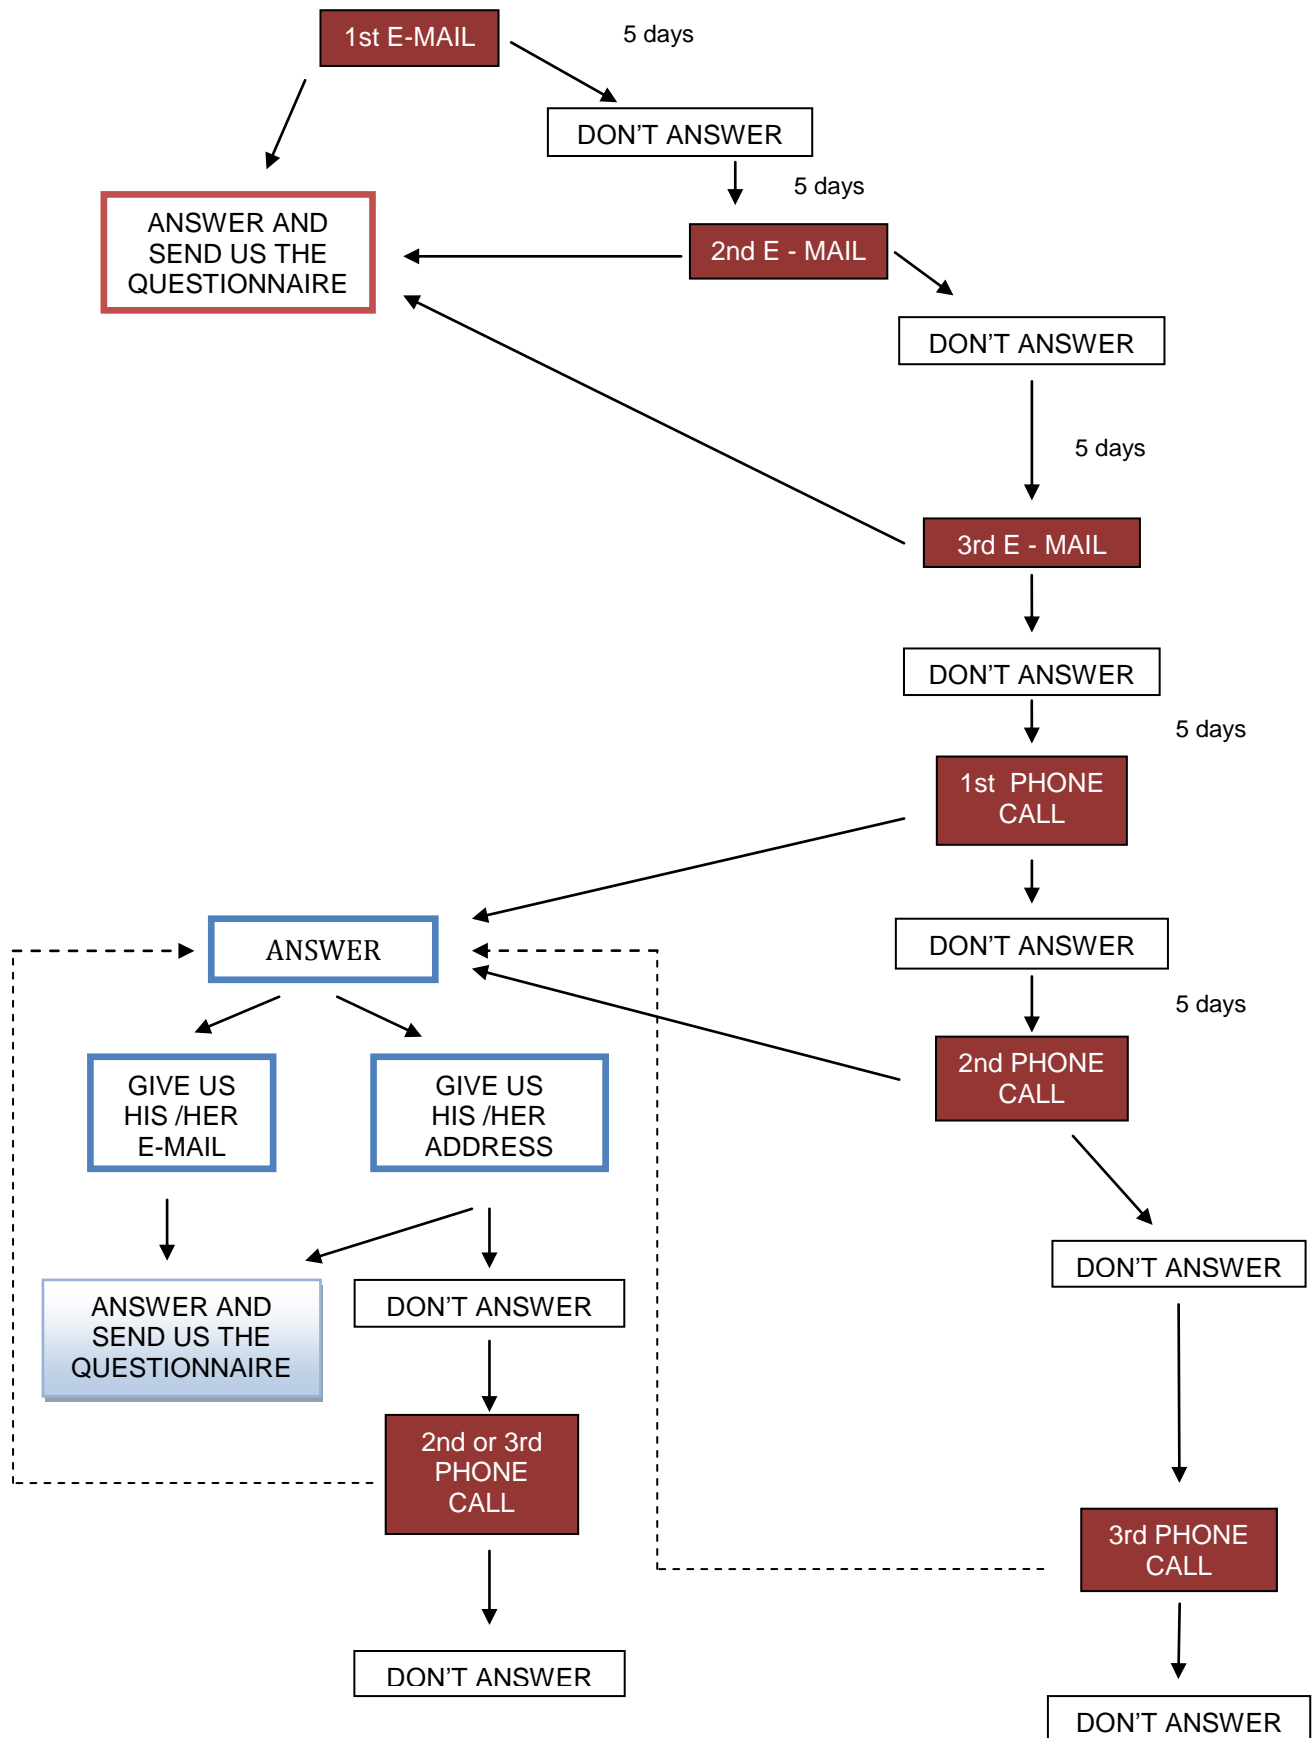 1st E-MAIL
5 days
DON'T ANSWER
5 days
ANSWER AND
SEND US THE
QUESTIONNAIRE
2nd E - MAIL
DON'T ANSWER
5 days
3rd E - MAIL
DON'T ANSWER
5 days
1st PHONE
CALL
ANSWER
DON'T ANSWER
5 days
GIVE US
HIS /HER
E-MAIL
GIVE US
HIS /HER
ADDRESS
2nd PHONE
CALL
DON'T ANSWER
ANSWER AND
SEND US THE
QUESTIONNAIRE
DON'T ANSWER
2nd or 3rd
PHONE
CALL
3rd PHONE
CALL
DON'T ANSWER
DON'T ANSWER